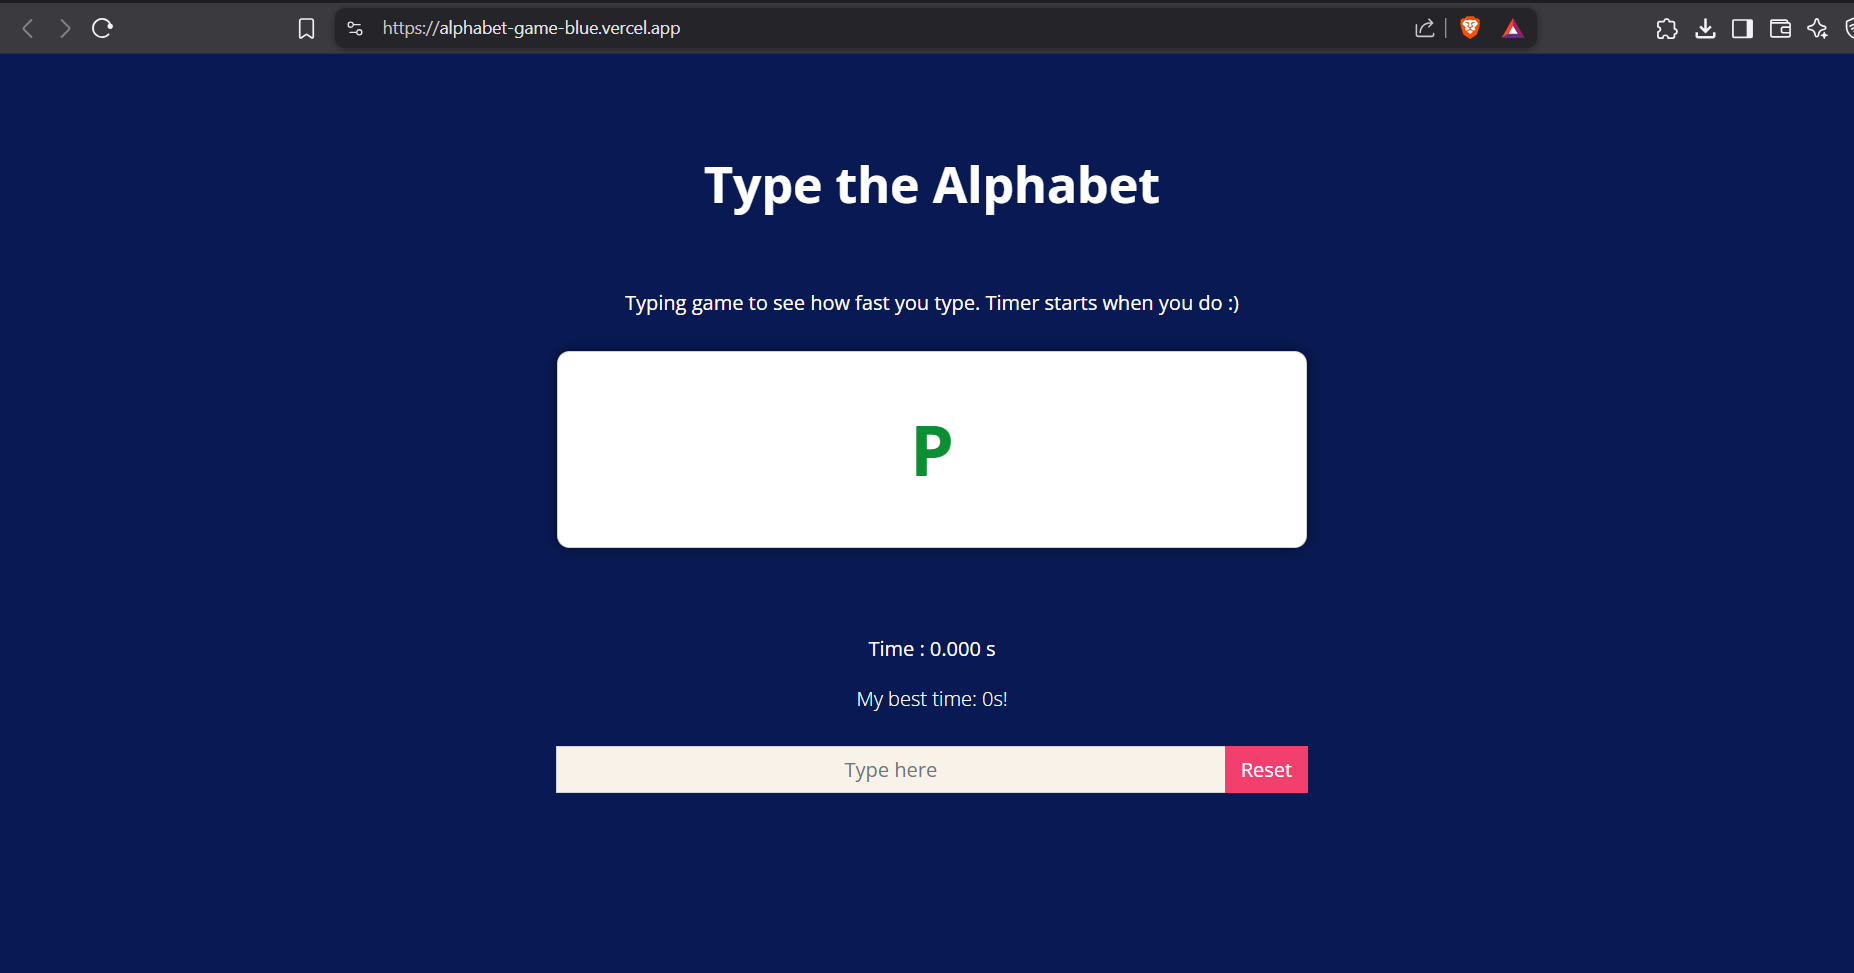 https://alphabet-game-blue.vercel.app
Type the Alphabet
Typing game to see how fast you type. Timer starts when you do :)
P
Time : 0.000 s
My best time: 0s!
Type here
Reset